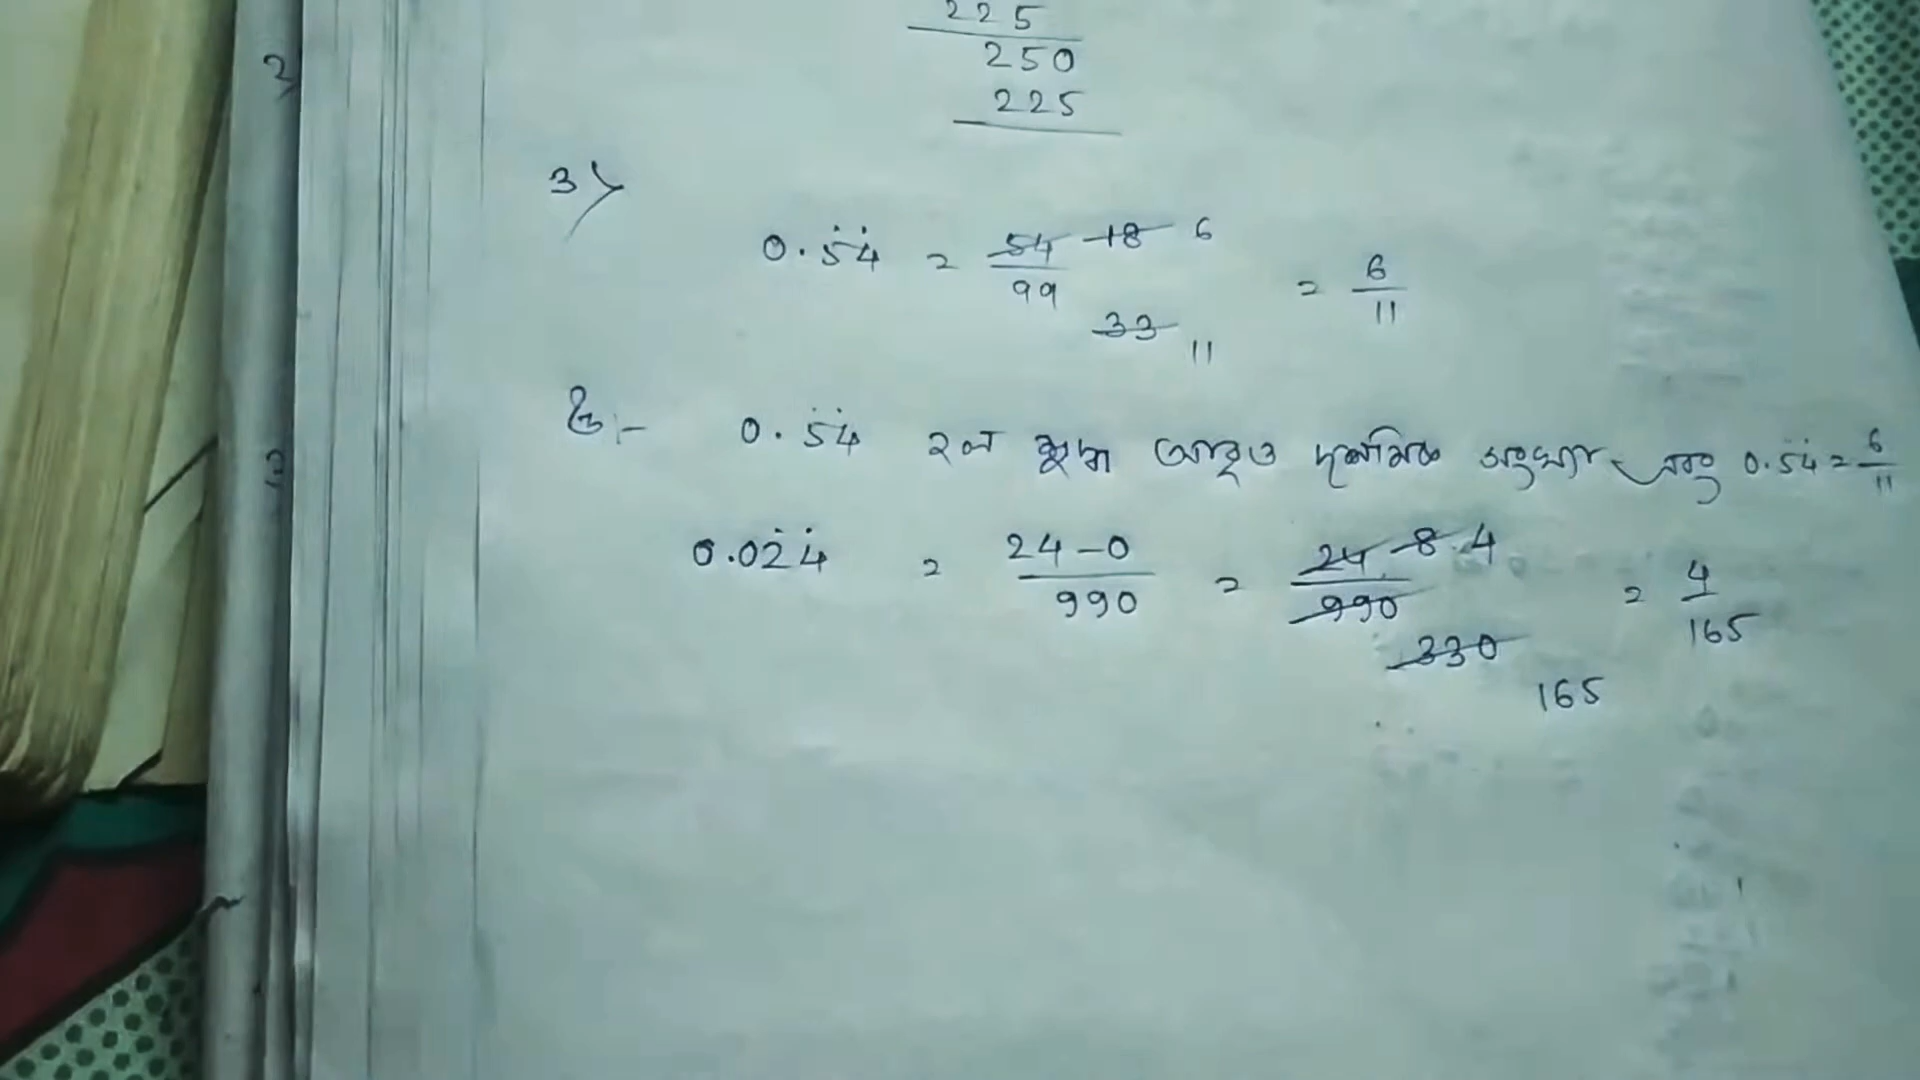 225
250
225
3>
0.5̇4̇ = 54/99 18 6 33 11 = 6/11
উঃ- 0.5̇4̇ হল শুদ্ধ আবৃত্ত দশমিক সংখ্যা এবং 0.5̇4̇ = 6/11
0.02̇4̇ = 24-0/990 = 24/990 8 4 330 165 = 4/165